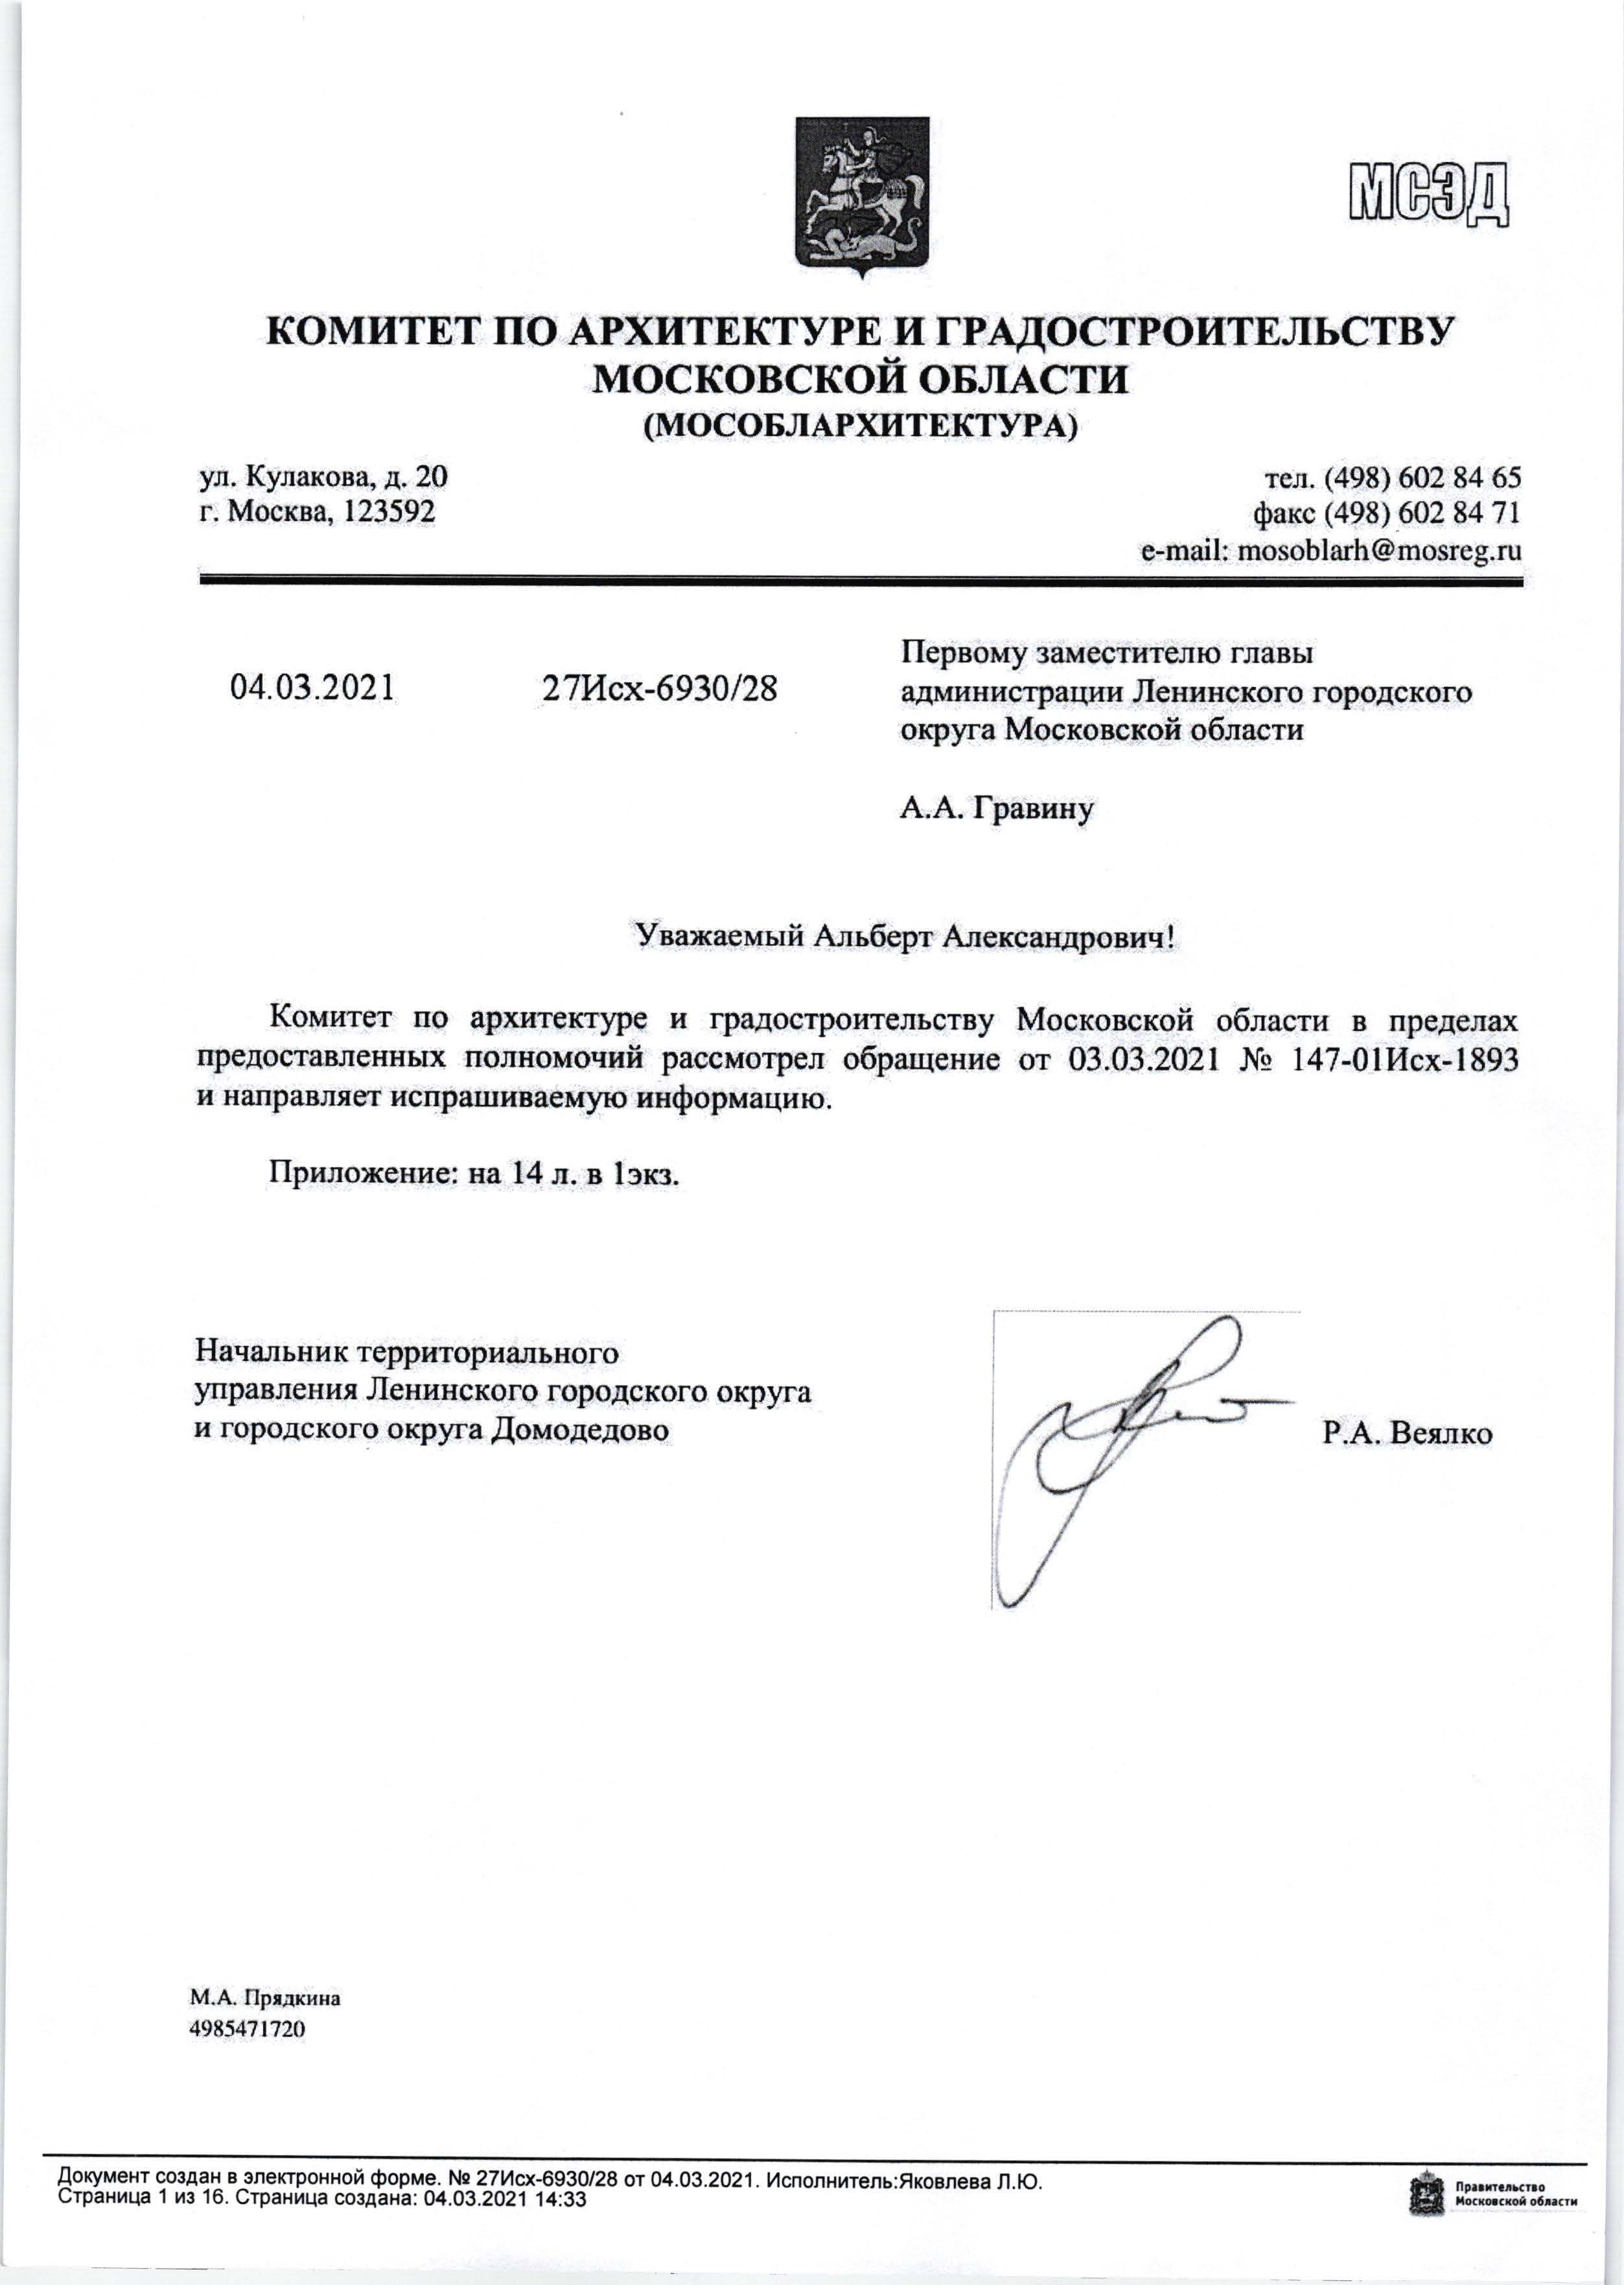 МСЭД
КОМИТЕТ ПО АРХИТЕКТУРЕ И ГРАДОСТРОИТЕЛЬСТВУ
МОСКОВСКОЙ ОБЛАСТИ
(МОСОБЛАРХИТЕКТУРА)
ул. Кулакова, д. 20
г. Москва, 123592
тел. (498) 602 84 65
факс (498) 602 84 71
e-mail: mosoblarh@mosreg.ru
04.03.2021 27Исх-6930/28
Первому заместителю главы
администрации Ленинского городского
округа Московской области
А.А. Гравину
Уважаемый Альберт Александрович!
Комитет по архитектуре и градостроительству Московской области в пределах
предоставленных полномочий рассмотрел обращение от 03.03.2021 № 147-01Исх-1893
и направляет испрашиваемую информацию.
Приложение: на 14 л. в 1экз.
Начальник территориального
управления Ленинского городского округа
и городского округа Домодедово
Р.А. Веялко
М.А. Прядкина
4985471720
Документ создан в электронной форме. № 27Исх-6930/28 от 04.03.2021. Исполнитель:Яковлева Л.Ю.
Страница 1 из 16. Страница создана: 04.03.2021 14:33
Правительство
Московской области